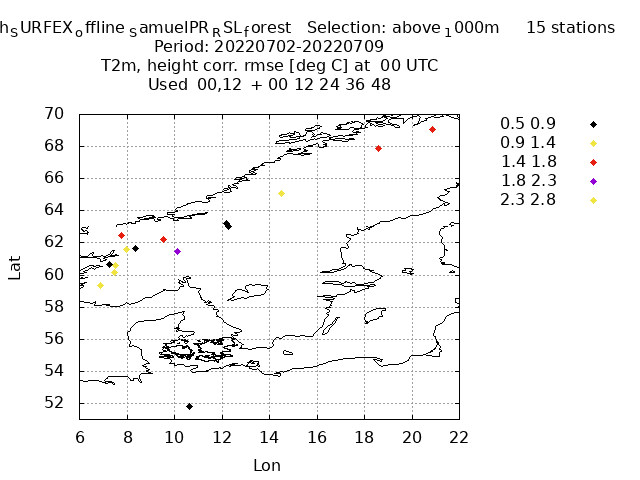 hSURFEXoffline SamuelPRRSLforest Selection: above1000m 15 stations
Period: 20220702-20220709
T2m, height corr. rmse [deg C] at 00 UTC
Used 00,12 + 00 12 24 36 48
0.5 0.9
0.9 1.4
1.4 1.8
1.8 2.3
2.3 2.8
70
68
66
64
62
60
58
56
54
52
Lat
6 8 10 12 14 16 18 20 22
Lon